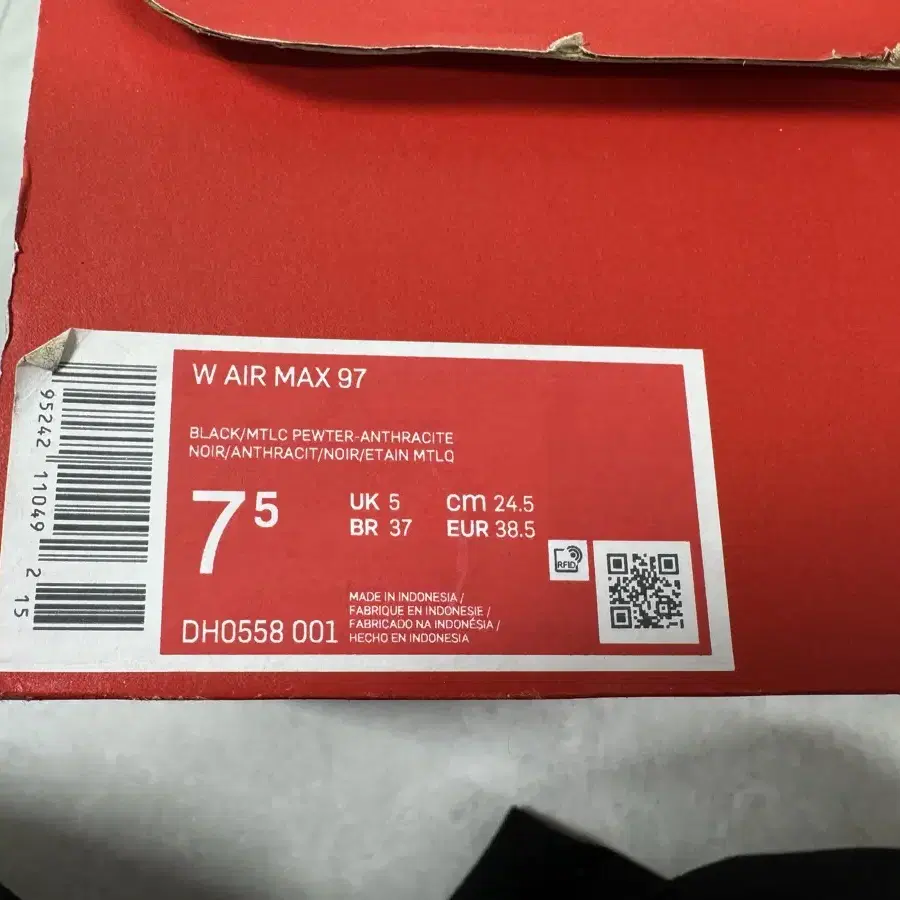 W AIR MAX 97
BLACK/MTLC PEWTER-ANTHRACITE
NOIR/ANTHRACIT/NOIR/ETAIN MTLQ
7 5
UK 5 cm 24.5
BR 37 EUR 38.5
RFID
MADE IN INDONESIA /
FABRIQUE EN INDONESIE /
FABRICADO NA INDONÉSIA /
HECHO EN INDONESIA
DH0558 001
95242 11049 2 15